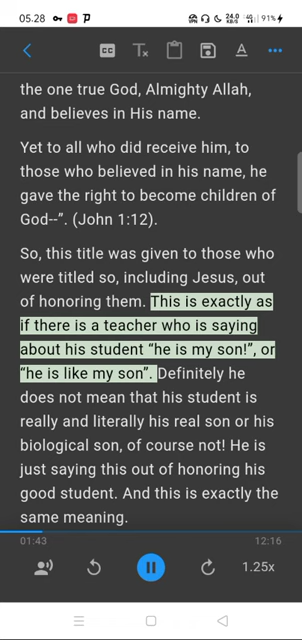 05.28
24.0
KB/S
4G
91%
CC
the one true God, Almighty Allah,
and believes in His name.
Yet to all who did receive him, to
those who believed in his name, he
gave the right to become children of
God--”. (John 1:12).
So, this title was given to those who
were titled so, including Jesus, out
of honoring them. This is exactly as
if there is a teacher who is saying
about his student “he is my son!”, or
“he is like my son”. Definitely he
does not mean that his student is
really and literally his real son or his
biological son, of course not! He is
just saying this out of honoring his
good student. And this is exactly the
same meaning.
01:43
12:16
1.25x